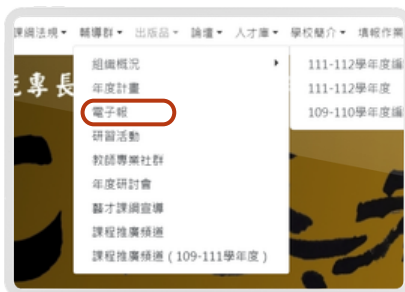 課綱法規 輔導群 出版品 論壇 人才庫 學校簡介 填報作業
組織概況 111-112學年度
年度計畫 111-112學年度
電子報 109-110學年度
研習活動
教師專業社群
年度研討會
藝才課綱宣導
課程推廣頻道
課程推廣頻道 ( 109-111學年度 )
專長